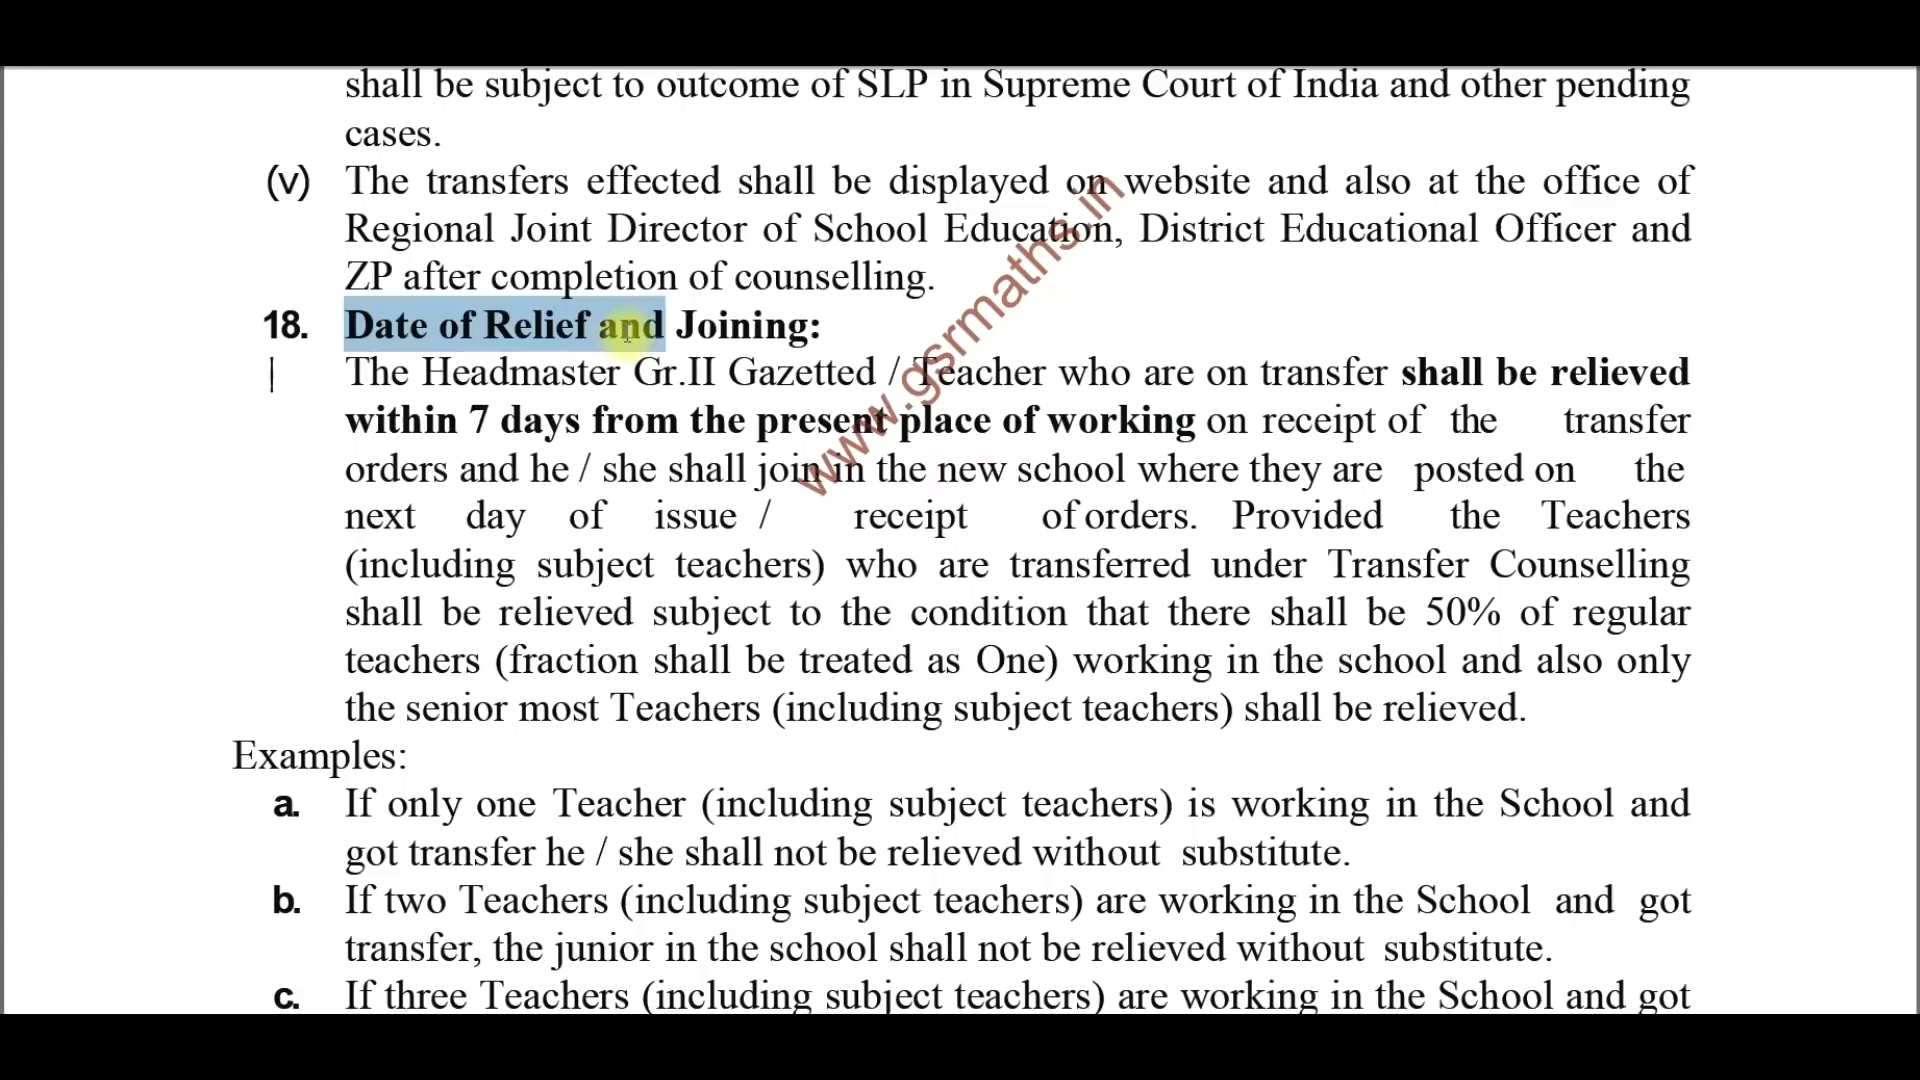 shall be subject to outcome of SLP in Supreme Court of India and other pending
cases.
(v) The transfers effected shall be displayed on website and also at the office of
Regional Joint Director of School Education, District Educational Officer and
ZP after completion of counselling.
18. Date of Relief and Joining:
The Headmaster Gr.II Gazetted / Teacher who are on transfer shall be relieved
within 7 days from the present place of working on receipt of the transfer
orders and he / she shall join in the new school where they are posted on the
next day of issue / receipt of orders. Provided the Teachers
(including subject teachers) who are transferred under Transfer Counselling
shall be relieved subject to the condition that there shall be 50% of regular
teachers (fraction shall be treated as One) working in the school and also only
the senior most Teachers (including subject teachers) shall be relieved.
Examples:
a. If only one Teacher (including subject teachers) is working in the School and
got transfer he / she shall not be relieved without substitute.
b. If two Teachers (including subject teachers) are working in the School and got
transfer, the junior in the school shall not be relieved without substitute.
c. If three Teachers (including subject teachers) are working in the School and got
www.gsrmaths.in